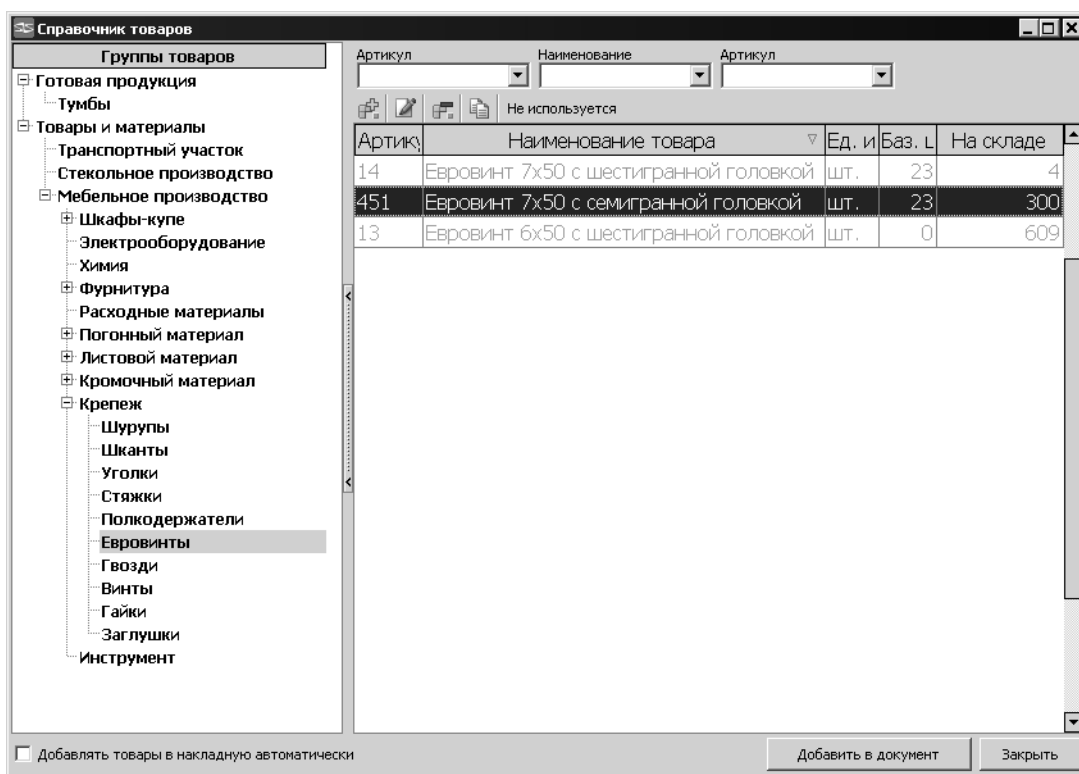 Справочник товаров
Группы товаров
Готовая продукция
Тумбы
Товары и материалы
Транспортный участок
Стекольное производство
Мебельное производство
Шкафы-купе
Электрооборудование
Химия
Фурнитура
Расходные материалы
Погонный материал
Листовой материал
Кромочный материал
Крепеж
Шурупы
Шканты
Уголки
Стяжки
Полкодержатели
Евровинты
Гвозди
Винты
Гайки
Заглушки
Инструмент
Артикул Наименование Артикул
Не используется
Артику Наименование товара Ед. и Баз. ц На складе
14 Евровинт 7x50 с шестигранной головкой шт. 23 4
451 Евровинт 7x50 с семигранной головкой шт. 23 300
13 Евровинт 6x50 с шестигранной головкой шт. 0 609
Добавлять товары в накладную автоматически
Добавить в документ Закрыть